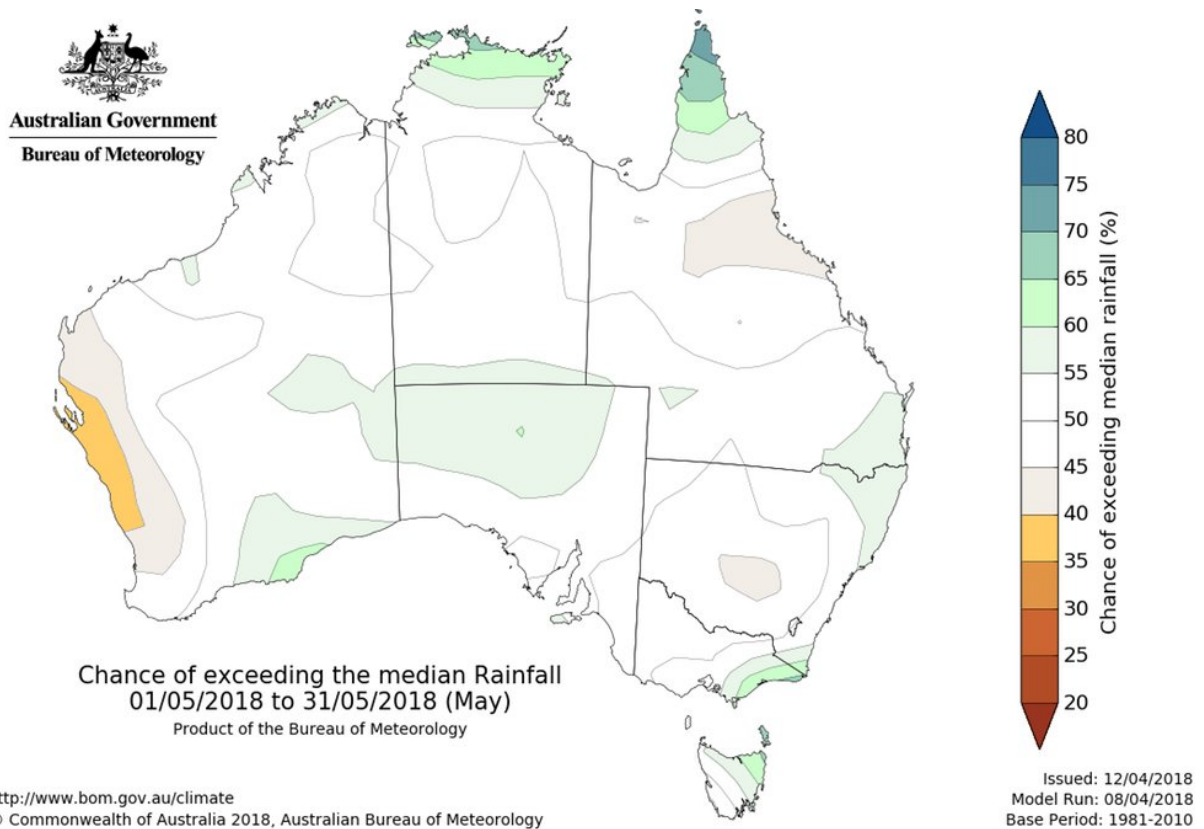 Australian Government
Bureau of Meteorology
80
75
70
65
60
55
50
45
40
35
30
25
20
Chance of exceeding median rainfall (%)
Chance of exceeding the median Rainfall
01/05/2018 to 31/05/2018 (May)
Product of the Bureau of Meteorology
ttp://www.bom.gov.au/climate
© Commonwealth of Australia 2018, Australian Bureau of Meteorology
Issued: 12/04/2018
Model Run: 08/04/2018
Base Period: 1981-2010